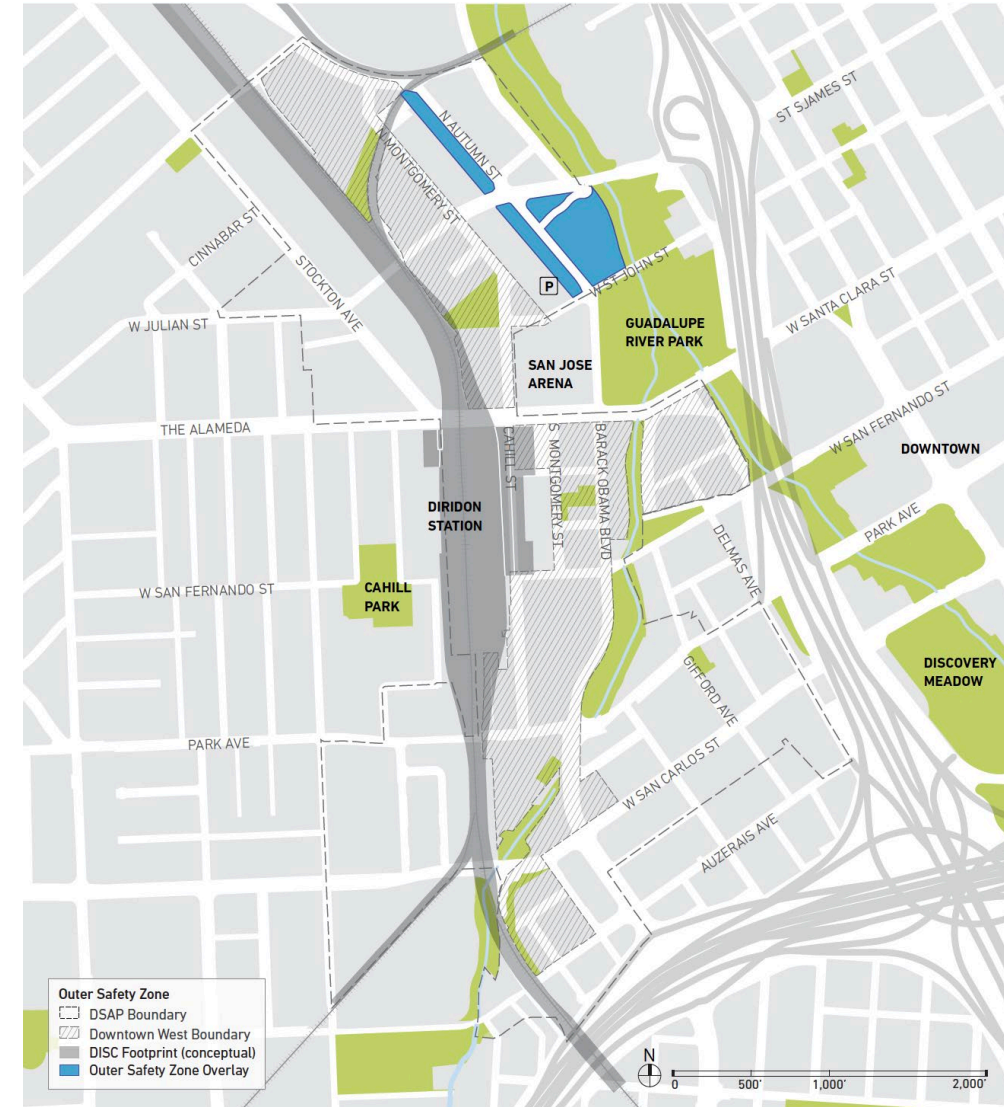 ST SJAMES ST
N AUTUMN ST
N MONTGOMERY ST
CINNABAR ST
STOCKTON AVE
P
W ST JOHN ST
W SANTA CLARA ST
W JULIAN ST
GUADALUPE
RIVER PARK
SAN JOSE
ARENA
W SAN FERNANDO ST
THE ALAMEDA
DOWNTOWN
CAHILL ST
S MONTGOMERY ST
BARACK OBAMA BLVD
DIRIDON
STATION
DELMAS AVE
PARK AVE
W SAN FERNANDO ST
CAHILL
PARK
DISCOVERY
MEADOW
GIFFORD AVE
PARK AVE
W SAN CARLOS ST
AUZERAIS AVE
Outer Safety Zone
DSAP Boundary
Downtown West Boundary
DISC Footprint (conceptual)
Outer Safety Zone Overlay
N
0 500' 1,000' 2,000'